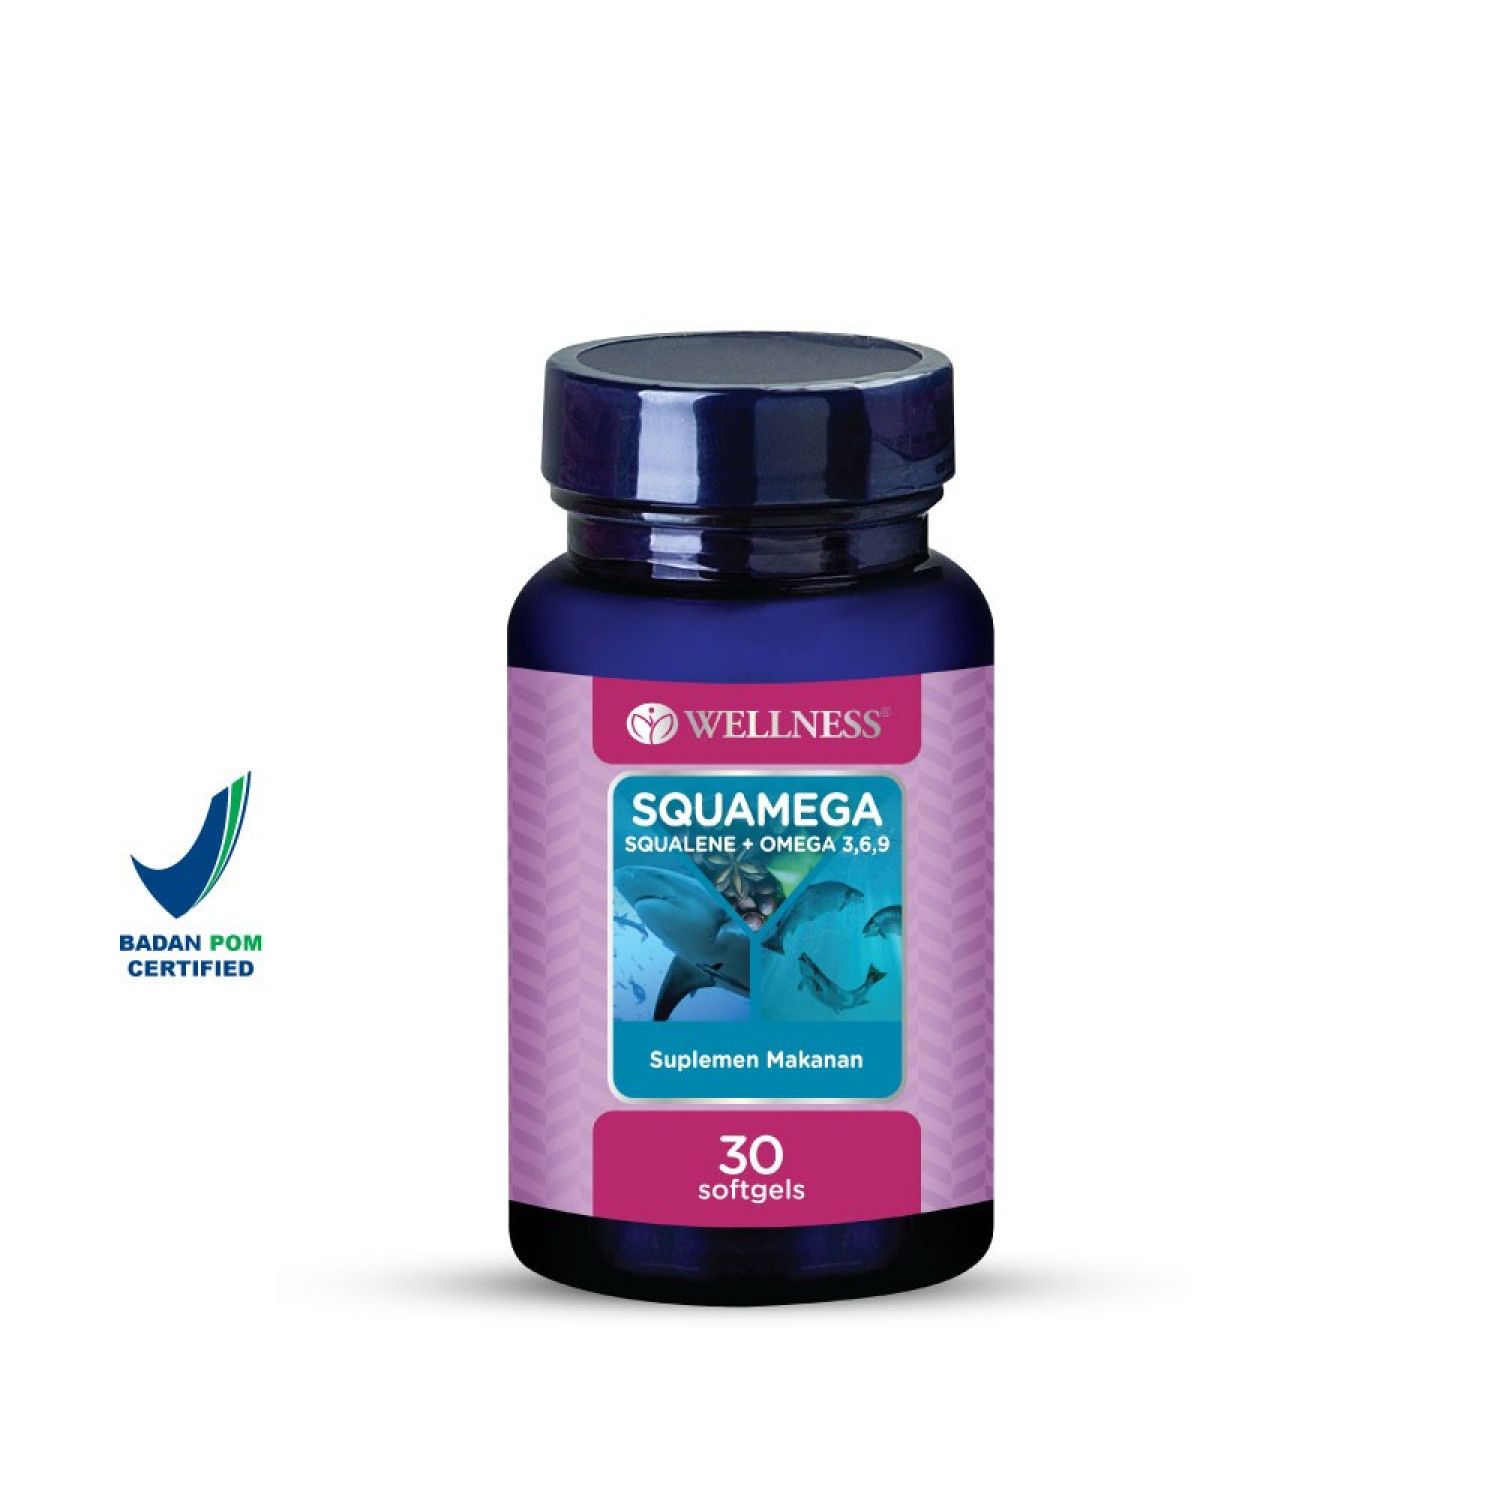 WELLNESS®
SQUAMEGA
SQUALENE + OMEGA 3,6,9
Suplemen Makanan
30
softgels
BADAN POM
CERTIFIED